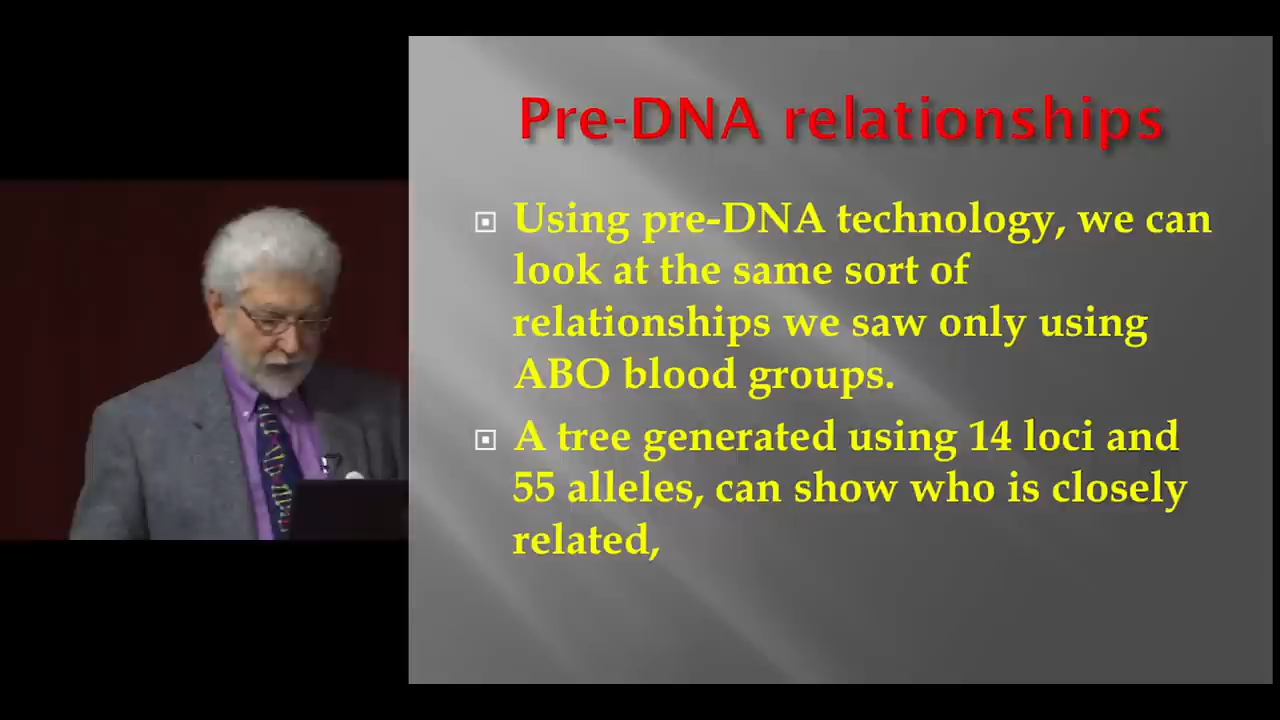 Pre-DNA relationships
Using pre-DNA technology, we can
look at the same sort of
relationships we saw only using
ABO blood groups.
A tree generated using 14 loci and
55 alleles, can show who is closely
related,